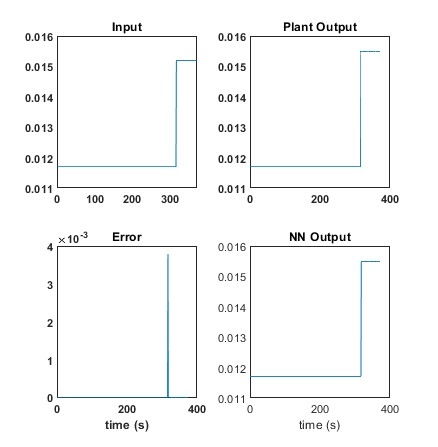 Input
0.016
0.015
0.014
0.013
0.012
0.011
0 100 200 300
Plant Output
0.016
0.015
0.014
0.013
0.012
0.011
0 200 400
Error
×10-3
4
3
2
1
0
0 200 400
time (s)
NN Output
0.016
0.015
0.014
0.013
0.012
0.011
0 200 400
time (s)